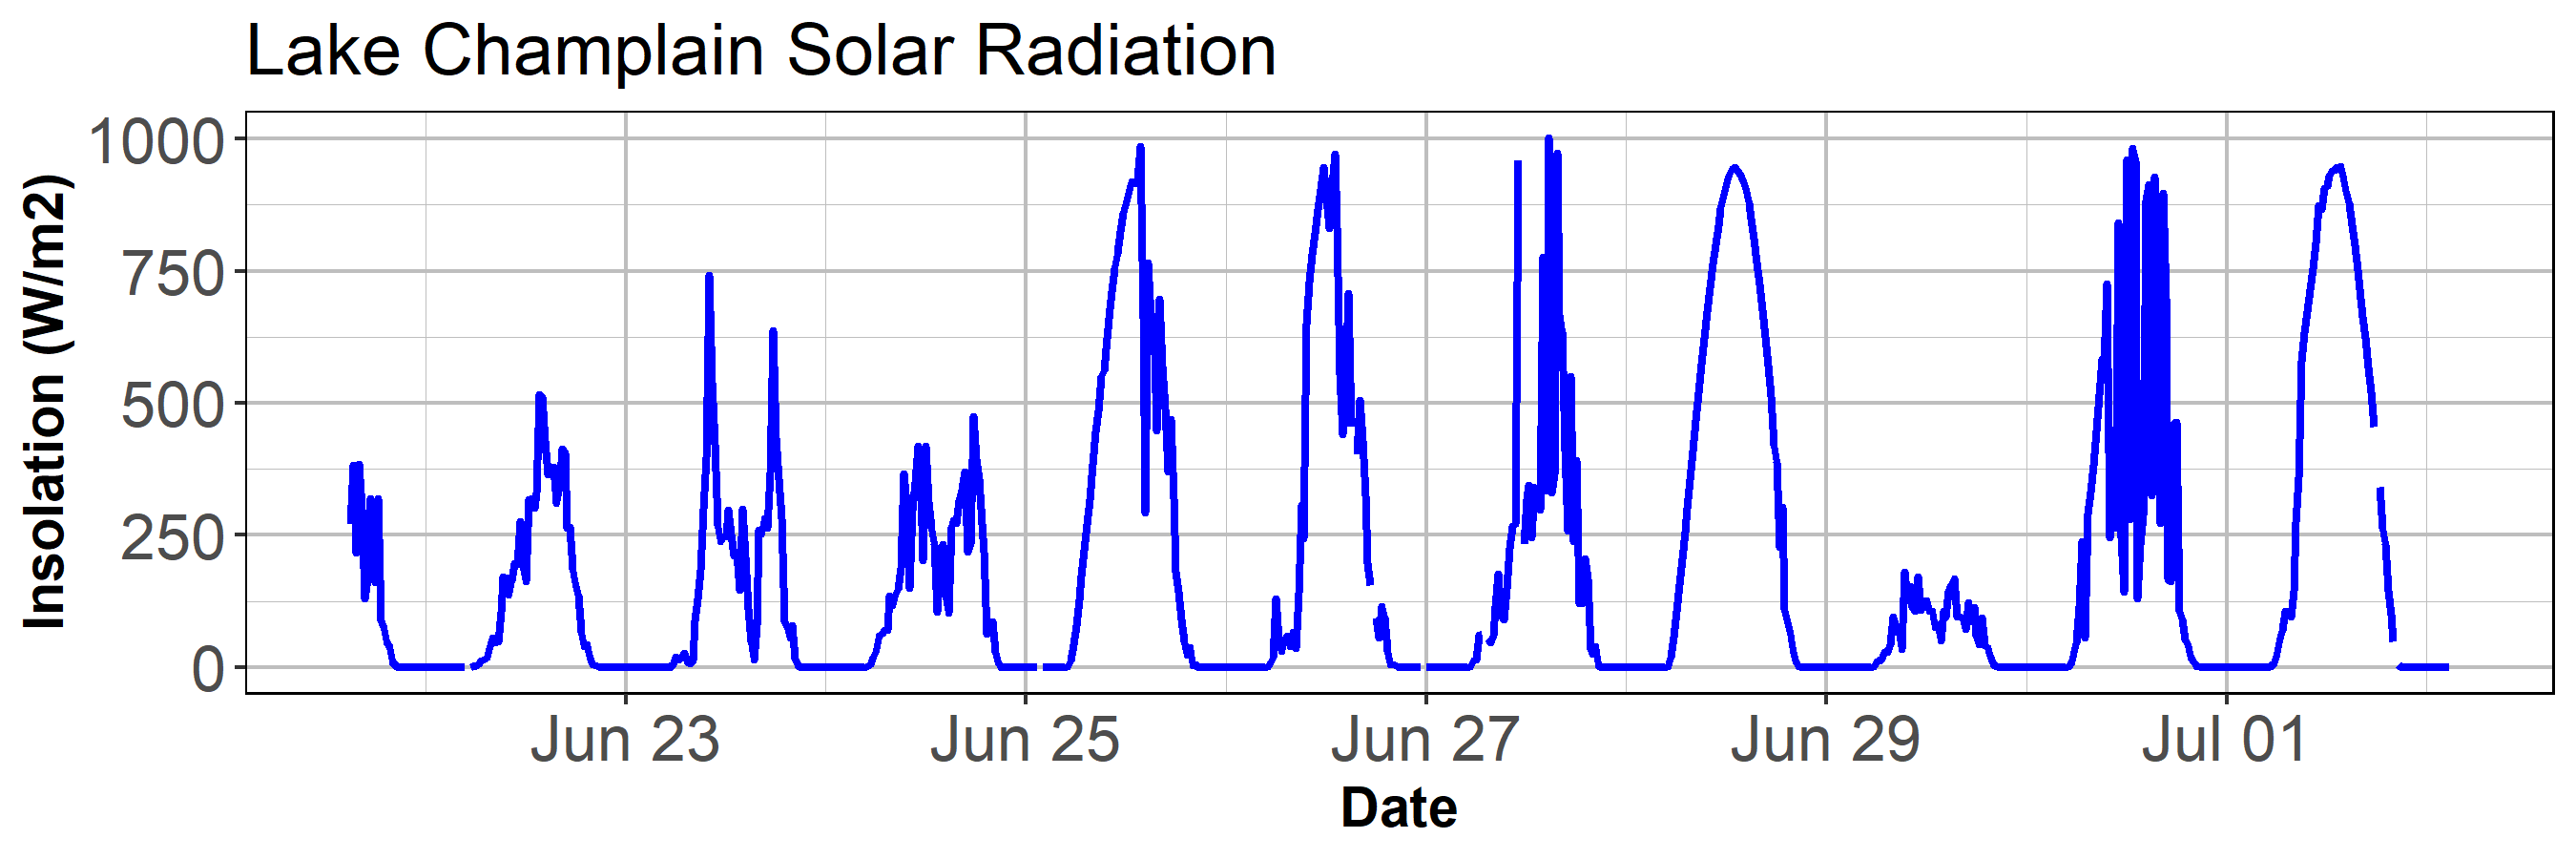 Lake Champlain Solar Radiation
Insolation (W/m2)
1000
750
500
250
0
Jun 23 Jun 25 Jun 27 Jun 29 Jul 01
Date